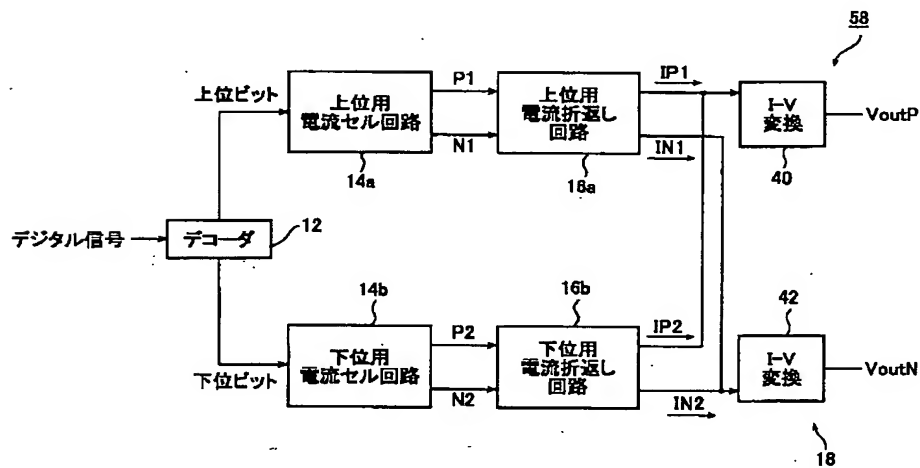 58
上位ビット
上位用
電流セル回路
14a
P1
N1
上位用
電流折返し
回路
16a
IP1
IN1
I-V
変換
40
VoutP
デジタル信号
デコーダ
12
下位ビット
14b
下位用
電流セル回路
P2
N2
16b
下位用
電流折返し
回路
IP2
IN2
42
I-V
変換
VoutN
18